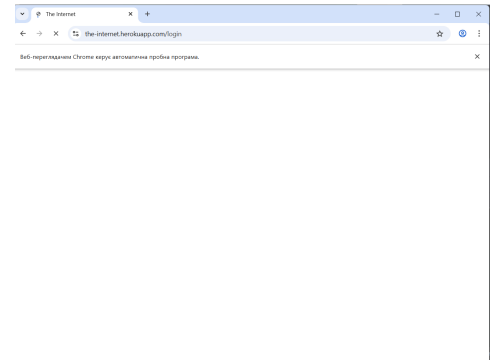 The Internet
the-internet.herokuapp.com/login
Веб-переглядачем Chrome керує автоматична пробна програма.